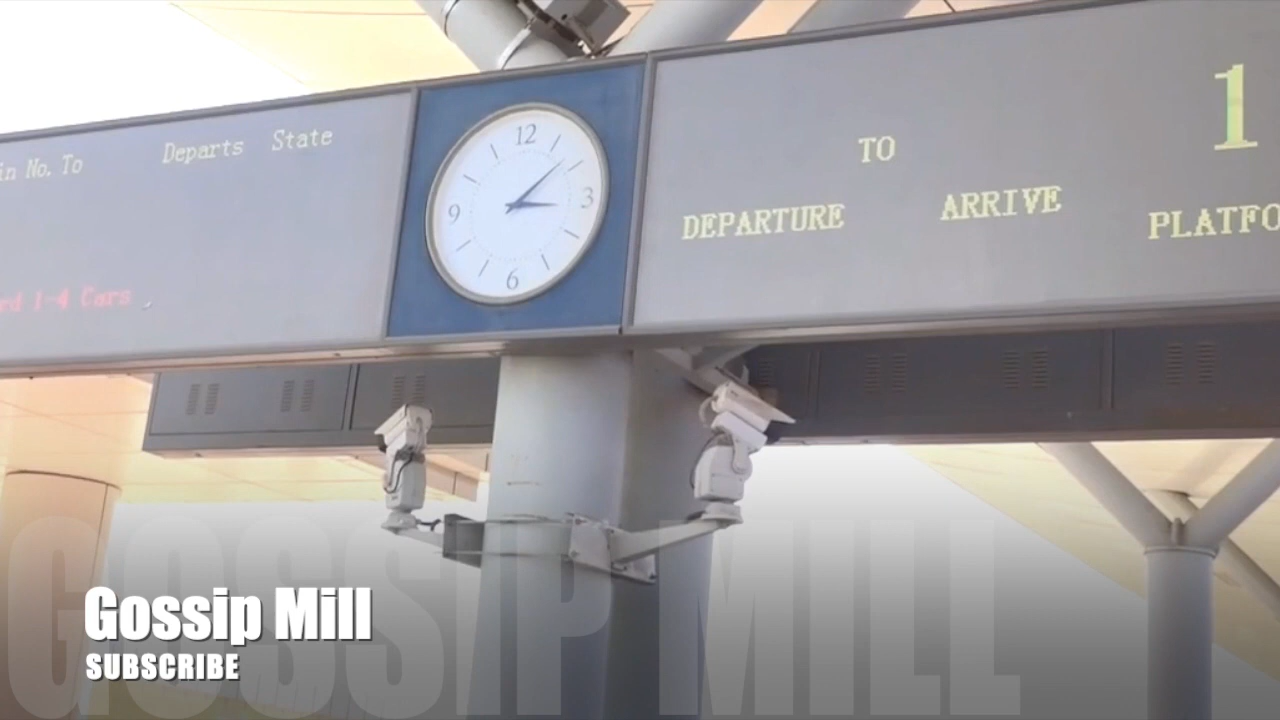 in No. To Departs State
rd 1-4 Cars
12
3
6
9
1
TO
DEPARTURE ARRIVE PLATFO
GOSSIP MILL
Gossip Mill
SUBSCRIBE